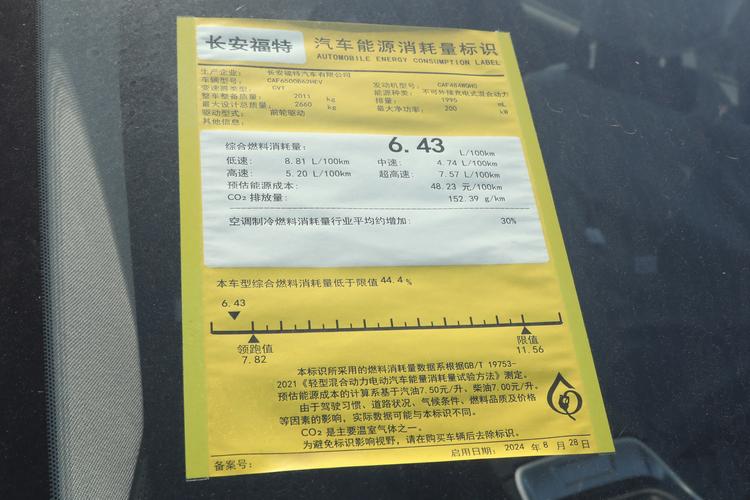 长安福特 汽车能源消耗量标识
AUTOMOBILE ENERGY CONSUMPTION LABEL
生产企业: 长安福特汽车有限公司
车辆型号: CAF6500B62HEV 发动机型号: CAF484WQHG
变速器类型: CVT 能源种类: 不可外接充电式混合动力
整车整备质量: 2011 kg 排量: 1995 mL
最大设计总质量: 2660 kg 最大净功率: 200 kW
驱动型式: 前轮驱动
其他信息:
综合燃料消耗量: 6.43 L/100km
低速: 8.81 L/100km 中速: 4.74 L/100km
高速: 5.20 L/100km 超高速: 7.57 L/100km
预估能源成本: 48.23 元/100km
CO₂ 排放量: 152.39 g/km
空调制冷燃料消耗量行业平均约增加: 30%
本车型综合燃料消耗量低于限值 44.4%
6.43
领跑值 限值
7.82 11.56
本标识所采用的燃料消耗量数据系根据GB/T 19753-
2021《轻型混合动力电动汽车能量消耗量试验方法》测定。
预估能源成本的计算系基于汽油7.50元/升、柴油7.00元/升。
由于驾驶习惯、道路状况、气候条件、燃料品质及价格
等因素的影响,实际数据可能与本标识不同。
CO₂ 是主要温室气体之一。
为避免标识影响视野,请在购买车辆后去除标识。
备案号: 启用日期: 2024 年 8 月 28 日